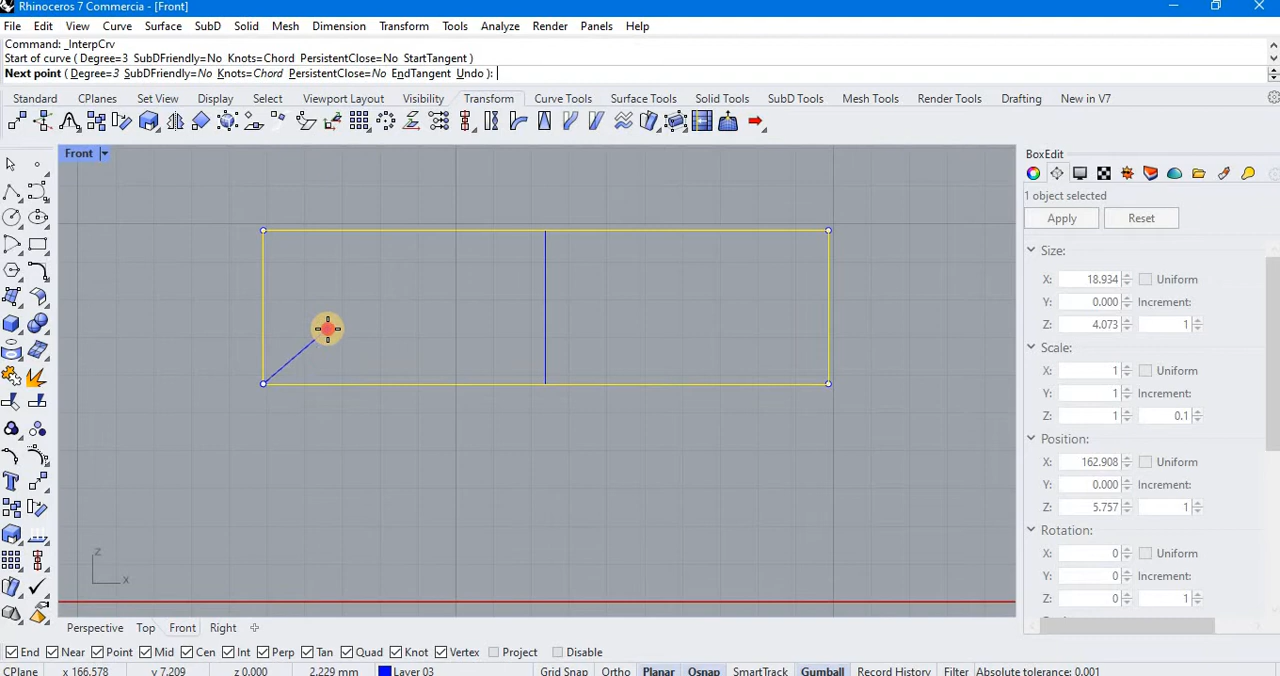 Rhinoceros 7 Commercia - [Front]
File Edit View Curve Surface SubD Solid Mesh Dimension Transform Tools Analyze Render Panels Help
Command: _InterpCrv
Start of curve ( Degree=3 SubDFriendly=No Knots=Chord PersistentClose=No StartTangent )
Next point ( Degree=3 SubDFriendly=No Knots=Chord PersistentClose=No EndTangent Undo ):
Standard CPlanes Set View Display Select Viewport Layout Visibility Transform Curve Tools Surface Tools Solid Tools SubD Tools Mesh Tools Render Tools Drafting New in V7
Front
BoxEdit
1 object selected
Apply Reset
Size:
X: 18.934 Uniform
Y: 0.000 Increment:
Z: 4.073 1
Scale:
X: 1 Uniform
Y: 1 Increment:
Z: 1 0.1
Position:
X: 162.908 Uniform
Y: 0.000 Increment:
Z: 5.757 1
Rotation:
X: 0 Uniform
Y: 0 Increment:
Z: 0 1
z
x
Perspective Top Front Right
End Near Point Mid Cen Int Perp Tan Quad Knot Vertex Project Disable
CPlane x 166.578 y 7.209 z 0.000 2.229 mm Layer 03 Grid Snap Ortho Planar Osnap SmartTrack Gumball Record History Filter Absolute tolerance: 0.001